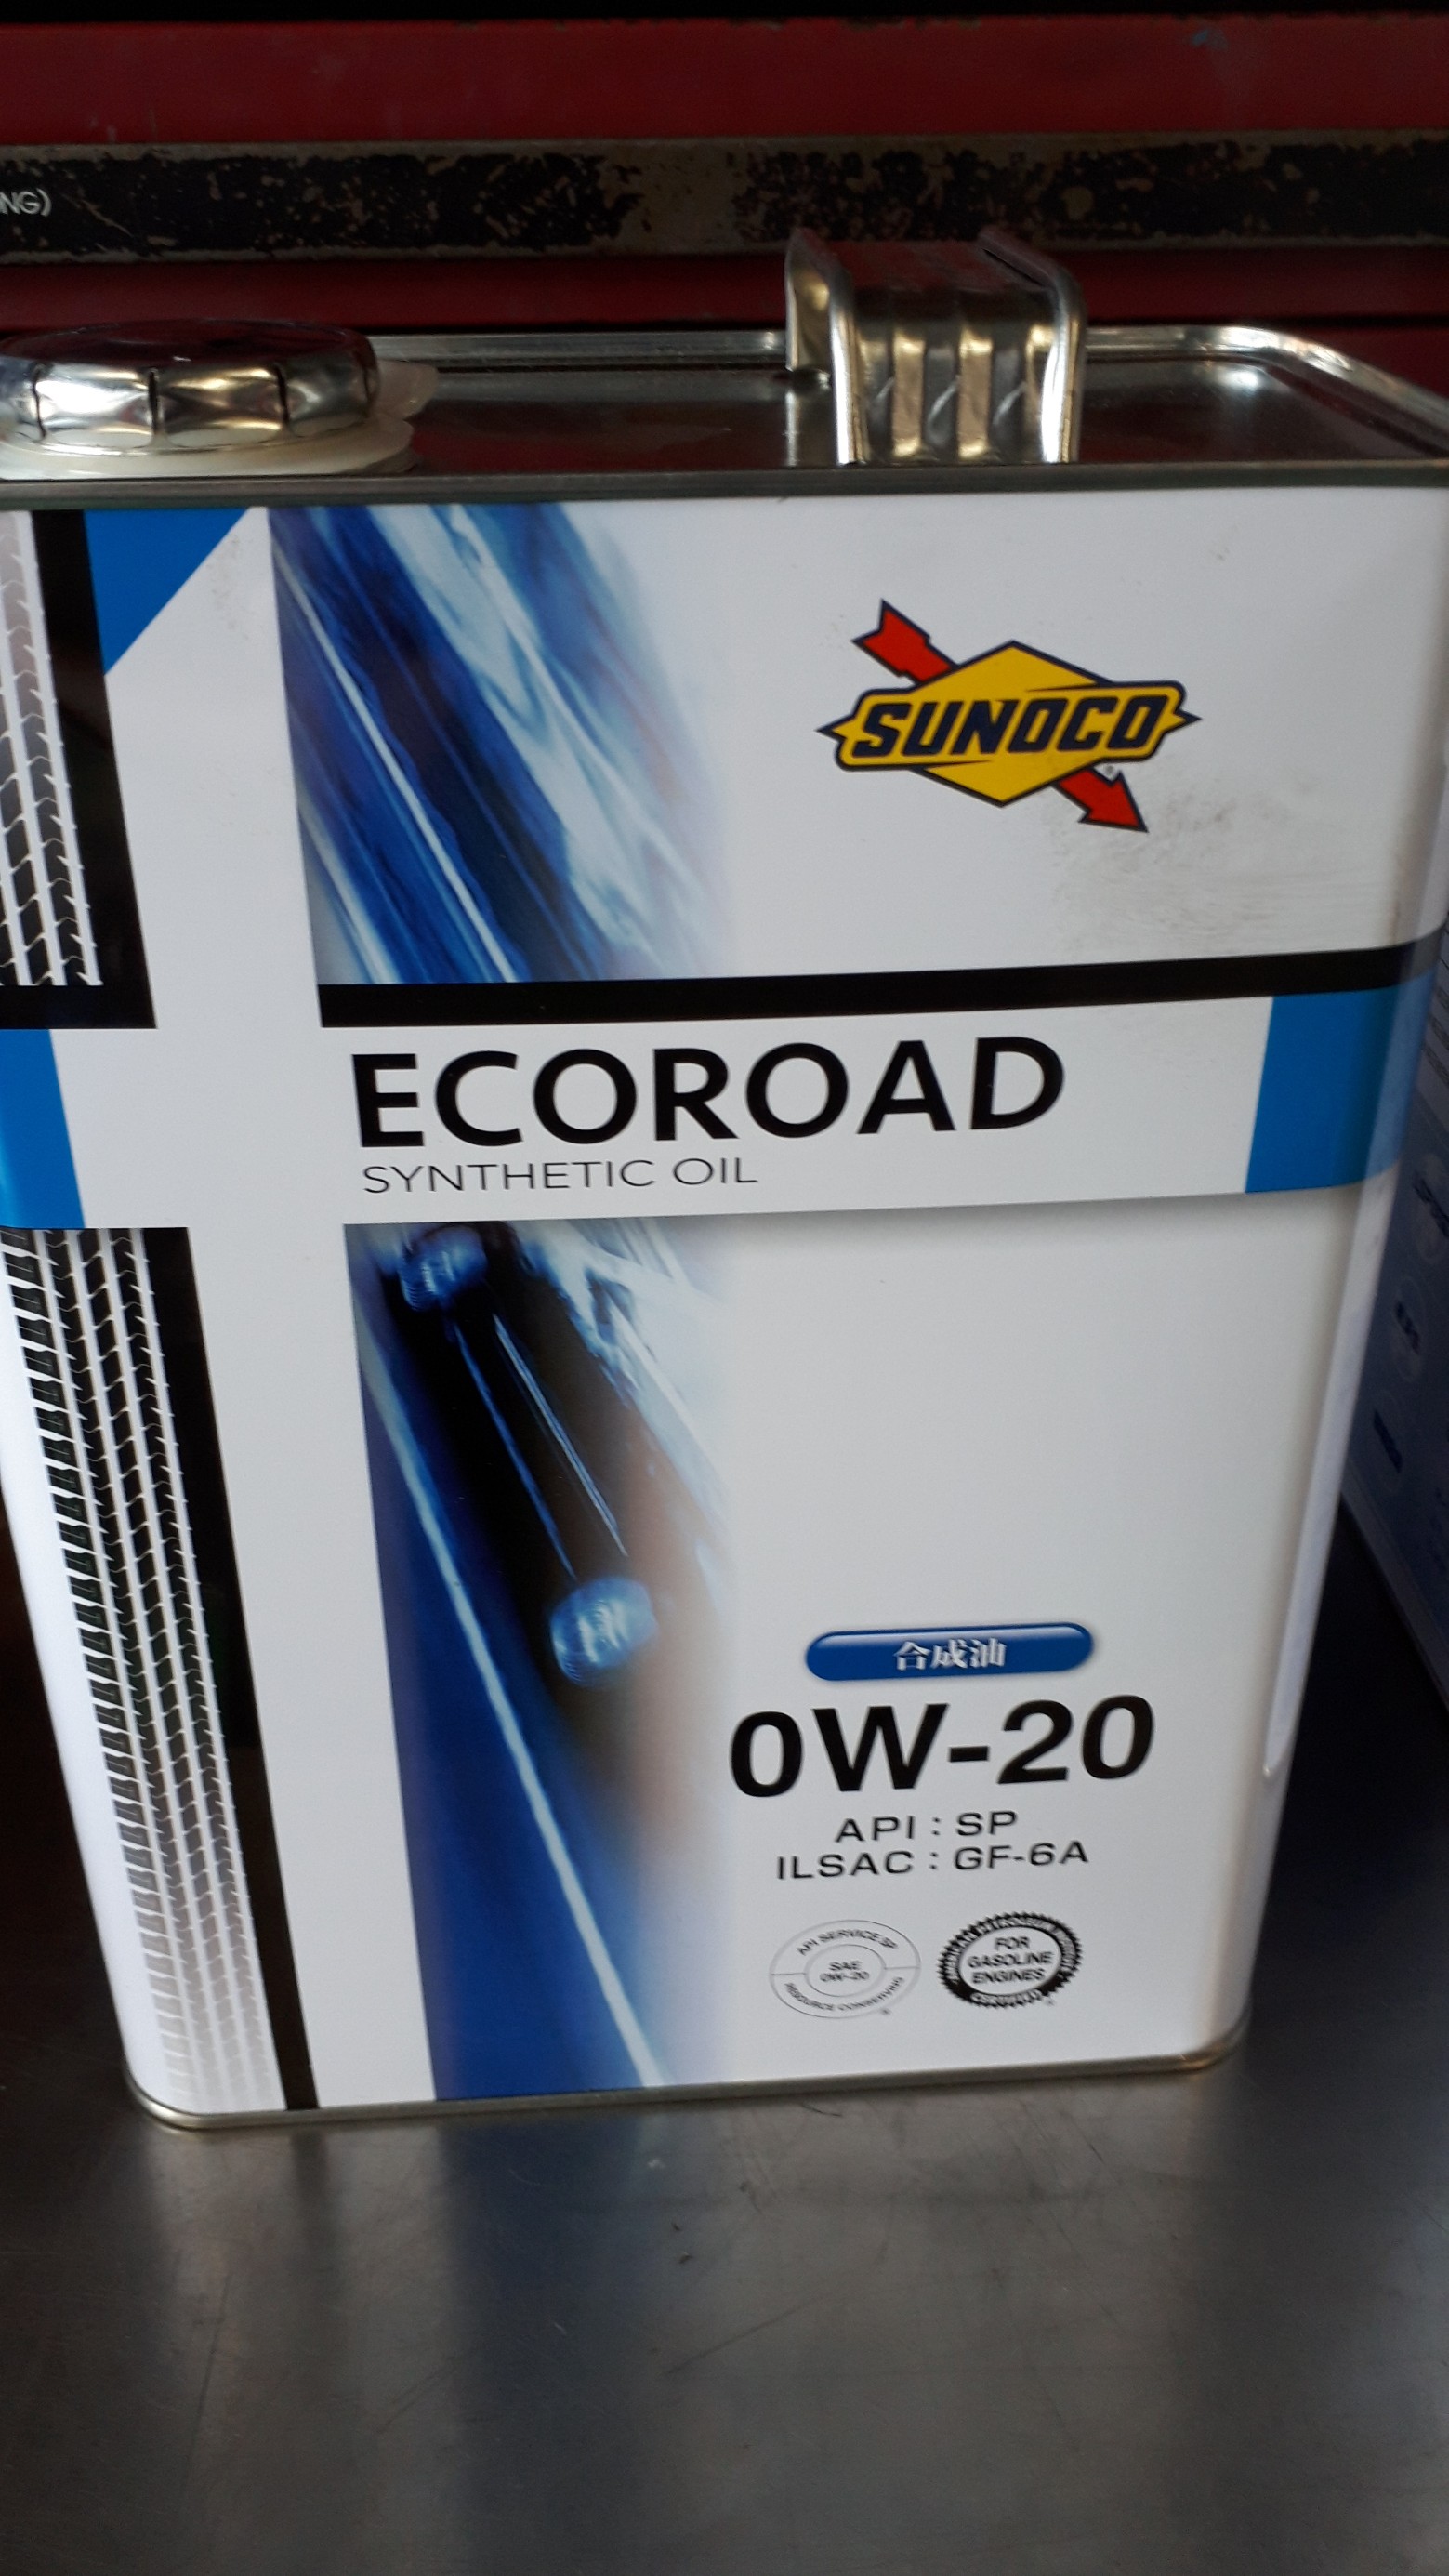 NG)
SUNOCO
ECOROAD
SYNTHETIC OIL
合成油
0W-20
API : SP
ILSAC : GF-6A
API SERVICE SP
SAE
0W-20
RESOURCE CONSERVING
FOR
GASOLINE
ENGINES
CERTIFIED